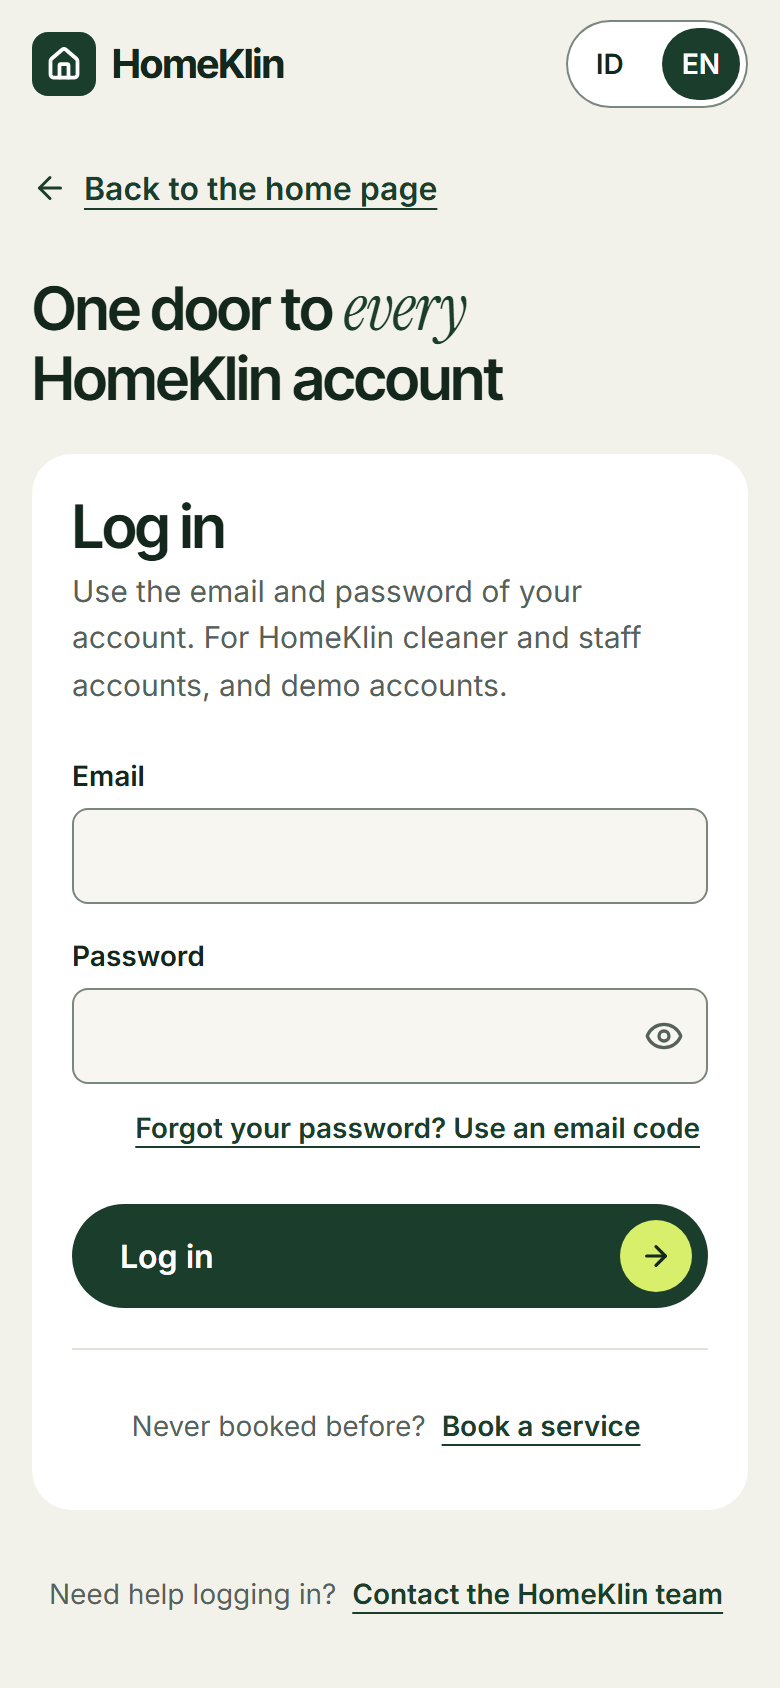 HomeKlin
ID EN
Back to the home page
One door to every
HomeKlin account
Log in
Use the email and password of your
account. For HomeKlin cleaner and staff
accounts, and demo accounts.
Email
Password
Forgot your password? Use an email code
Log in
Never booked before? Book a service
Need help logging in? Contact the HomeKlin team